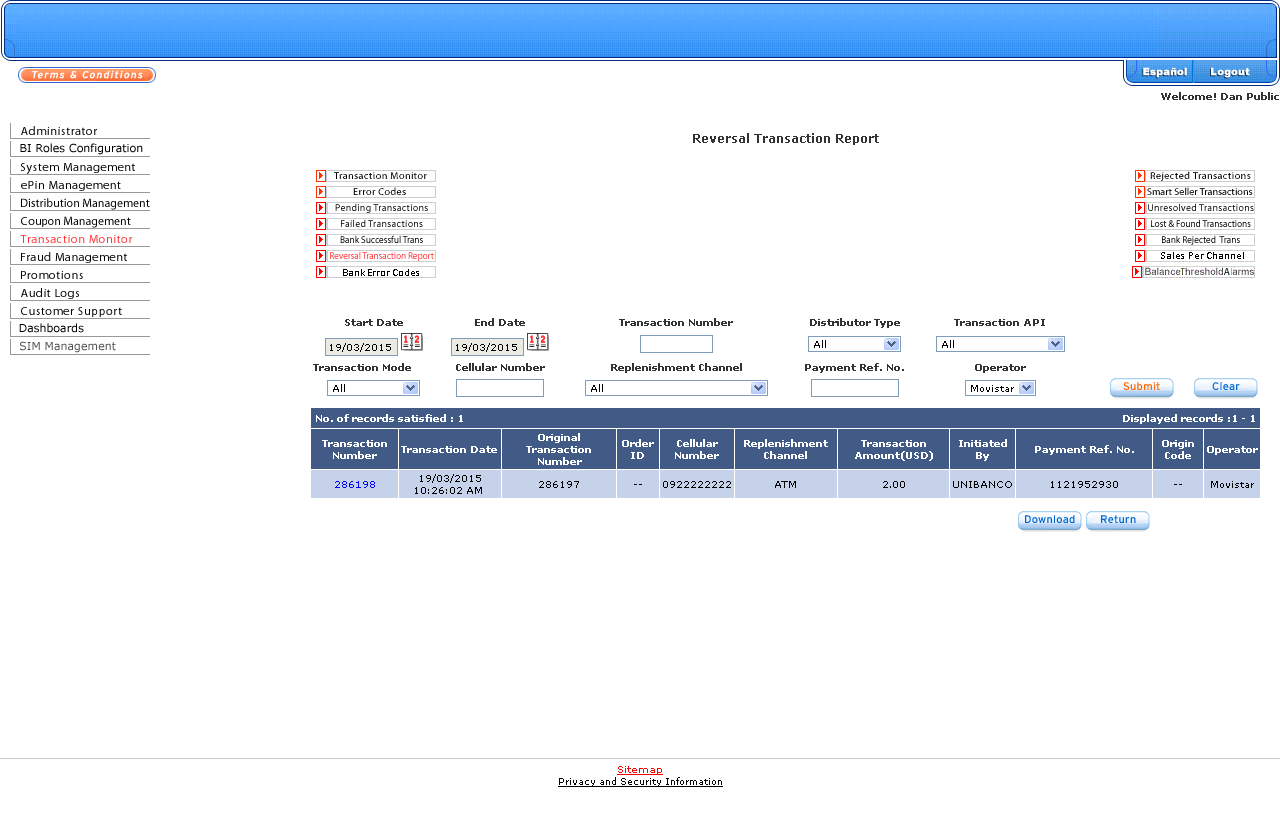 Terms & Conditions
Español Logout
Welcome! Dan Public
Administrator
BI Roles Configuration
System Management
ePin Management
Distribution Management
Coupon Management
Transaction Monitor
Fraud Management
Promotions
Audit Logs
Customer Support
Dashboards
SIM Management
Reversal Transaction Report
Transaction Monitor
Error Codes
Pending Transactions
Failed Transactions
Bank Successful Trans
Reversal Transaction Report
Bank Error Codes
Rejected Transactions
Smart Seller Transactions
Unresolved Transactions
Lost & Found Transactions
Bank Rejected Trans
Sales Per Channel
BalanceThresholdAlarms
Start Date End Date Transaction Number Distributor Type Transaction API
19/03/2015 12 19/03/2015 12 All All
Transaction Mode Cellular Number Replenishment Channel Payment Ref. No. Operator
All All Movistar Submit Clear
No. of records satisfied : 1 Displayed records :1 - 1
Transaction Number Transaction Date Original Transaction Number Order ID Cellular Number Replenishment Channel Transaction Amount(USD) Initiated By Payment Ref. No. Origin Code Operator
286198 19/03/2015 10:26:02 AM 286197 -- 0922222222 ATM 2.00 UNIBANCO 1121952930 -- Movistar
Download Return
Sitemap
Privacy and Security Information